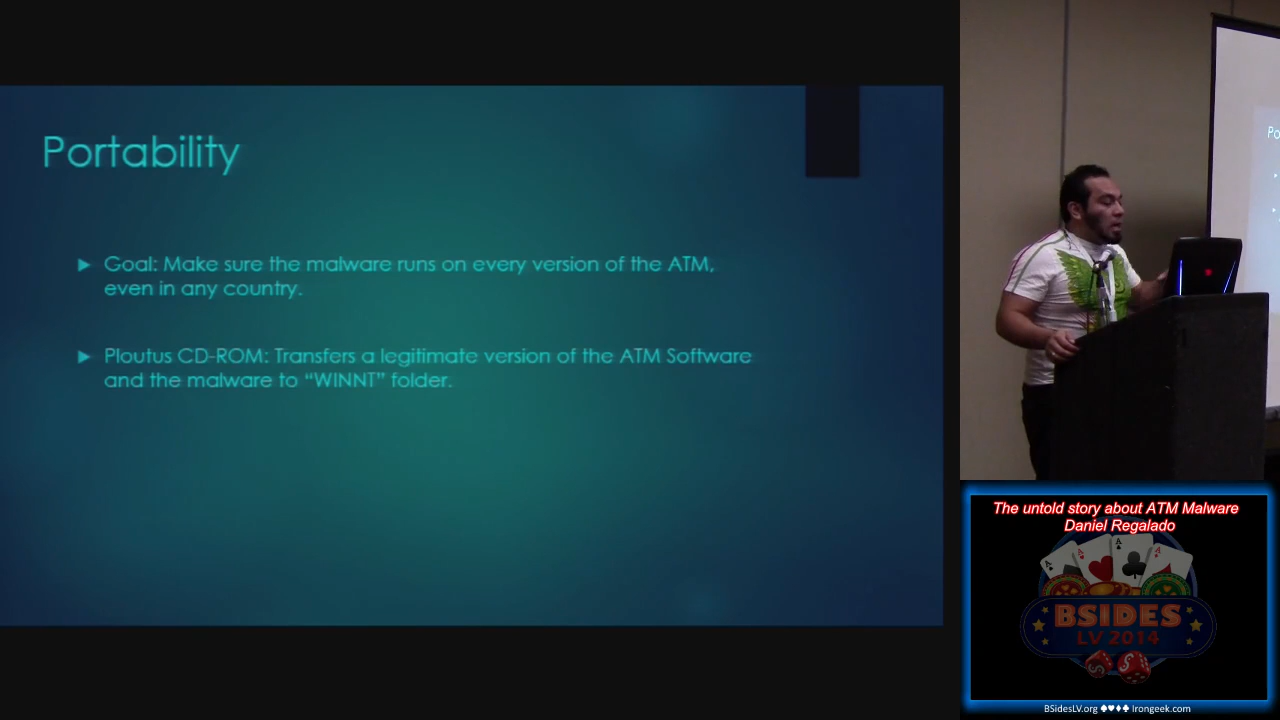 Portability
Goal: Make sure the malware runs on every version of the ATM,
even in any country.
Ploutus CD-ROM: Transfers a legitimate version of the ATM Software
and the malware to “WINNT” folder.
Po
The untold story about ATM Malware
Daniel Regalado
BSIDES
LV 2014
BSidesLV.org ♠♥♦♣ Irongeek.com